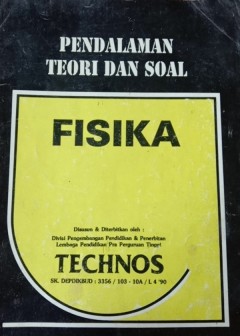 PENDALAMAN
TEORI DAN SOAL
FISIKA
Disusun & Diterbitkan oleh :
Divisi Pengembangan Pendidikan & Penerbitan
Lembaga Pendidikan Pra Perguruan Tinggi
TECHNOS
SK. DEPDIKBUD : 3356 / 103 - 10A / L 4 '90